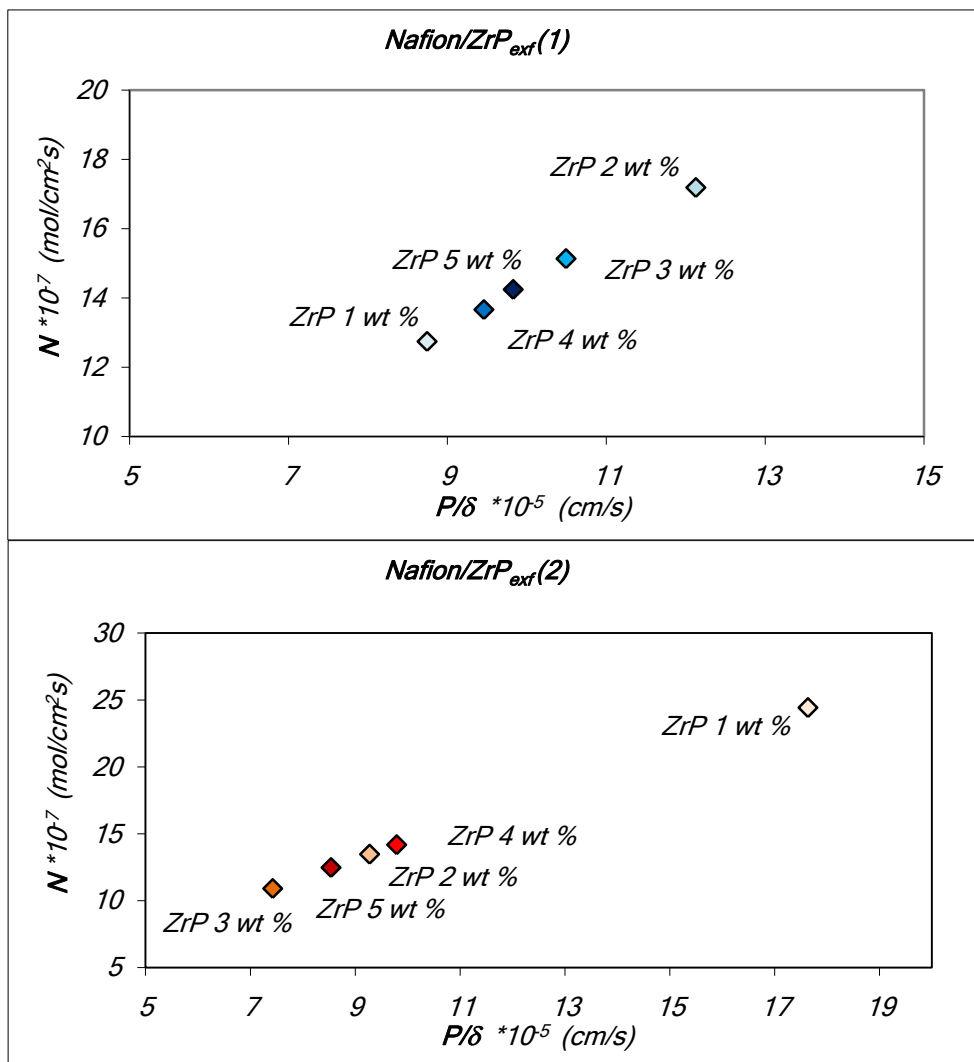 Nafion/ZrPexf(1)
20
18
16
14
12
10
N *10-7 (mol/cm2s)
ZrP 2 wt %
ZrP 5 wt %
ZrP 3 wt %
ZrP 1 wt %
ZrP 4 wt %
5 7 9 11 13 15
P/δ *10-5 (cm/s)
Nafion/ZrPexf(2)
30
25
20
15
10
5
N *10-7 (mol/cm2s)
ZrP 1 wt %
ZrP 4 wt %
ZrP 2 wt %
ZrP 5 wt %
ZrP 3 wt %
5 7 9 11 13 15 17 19
P/δ *10-5 (cm/s)